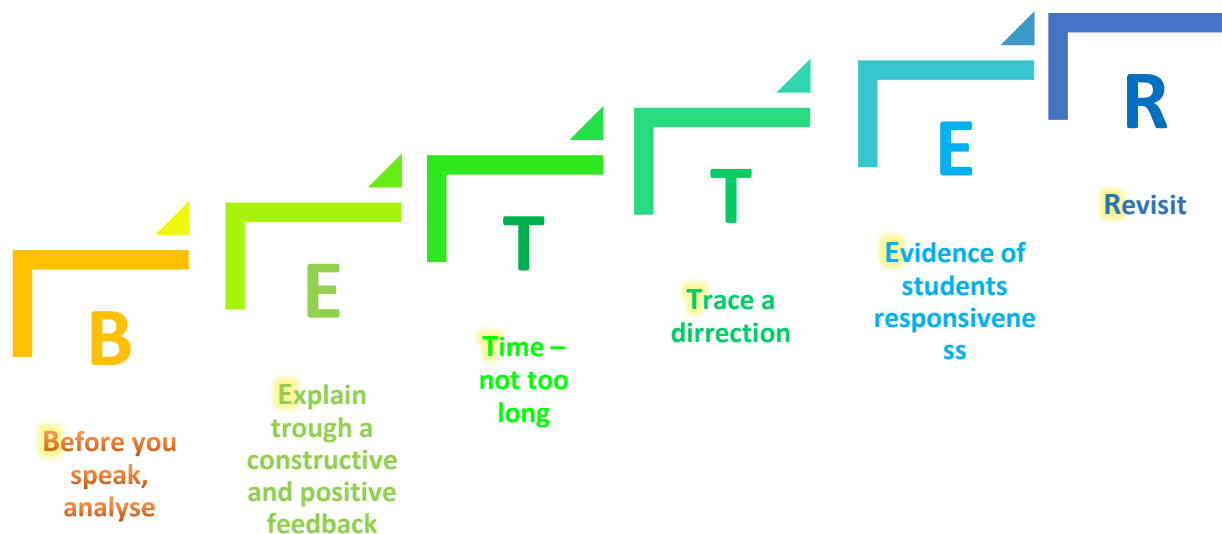 B
Before you
speak,
analyse
E
Explain
trough a
constructive
and positive
feedback
T
Time –
not too
long
T
Trace a
dirrection
E
Evidence of
students
responsivene
ss
R
Revisit